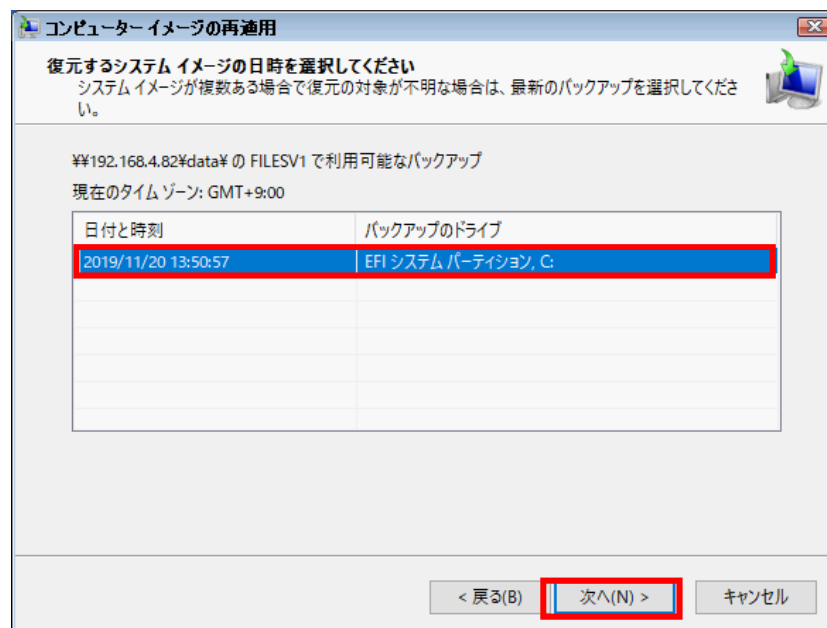 コンピューター イメージの再適用
復元するシステム イメージの日時を選択してください
システム イメージが複数ある場合で復元の対象が不明な場合は、最新のバックアップを選択してくださ
い。
¥¥192.168.4.82¥data¥ の FILESV1 で利用可能なバックアップ
現在のタイム ゾーン: GMT+9:00
日付と時刻 バックアップのドライブ
2019/11/20 13:50:57 EFI システム パーティション, C:
< 戻る(B) 次へ(N) > キャンセル